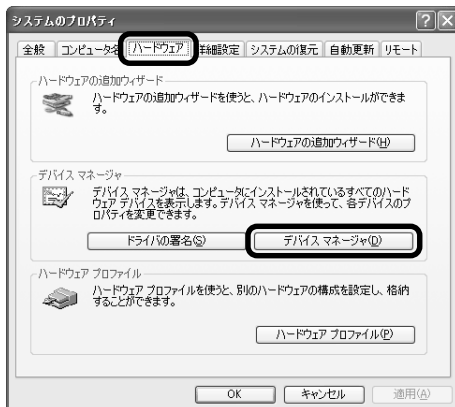 システムのプロパティ
全般 コンピュータ名 ハードウェア 詳細設定 システムの復元 自動更新 リモート
ハードウェアの追加ウィザード
ハードウェアの追加ウィザードを使うと、ハードウェアのインストールができま
す。
ハードウェアの追加ウィザード(H)
デバイス マネージャ
デバイス マネージャは、コンピュータにインストールされているすべてのハード
ウェア デバイスを表示します。デバイス マネージャを使って、各デバイスのプ
ロパティを変更できます。
ドライバの署名(S) デバイス マネージャ(D)
ハードウェア プロファイル
ハードウェア プロファイルを使うと、別のハードウェアの構成を設定し、格納
することができます。
ハードウェア プロファイル(P)
OK キャンセル 適用(A)